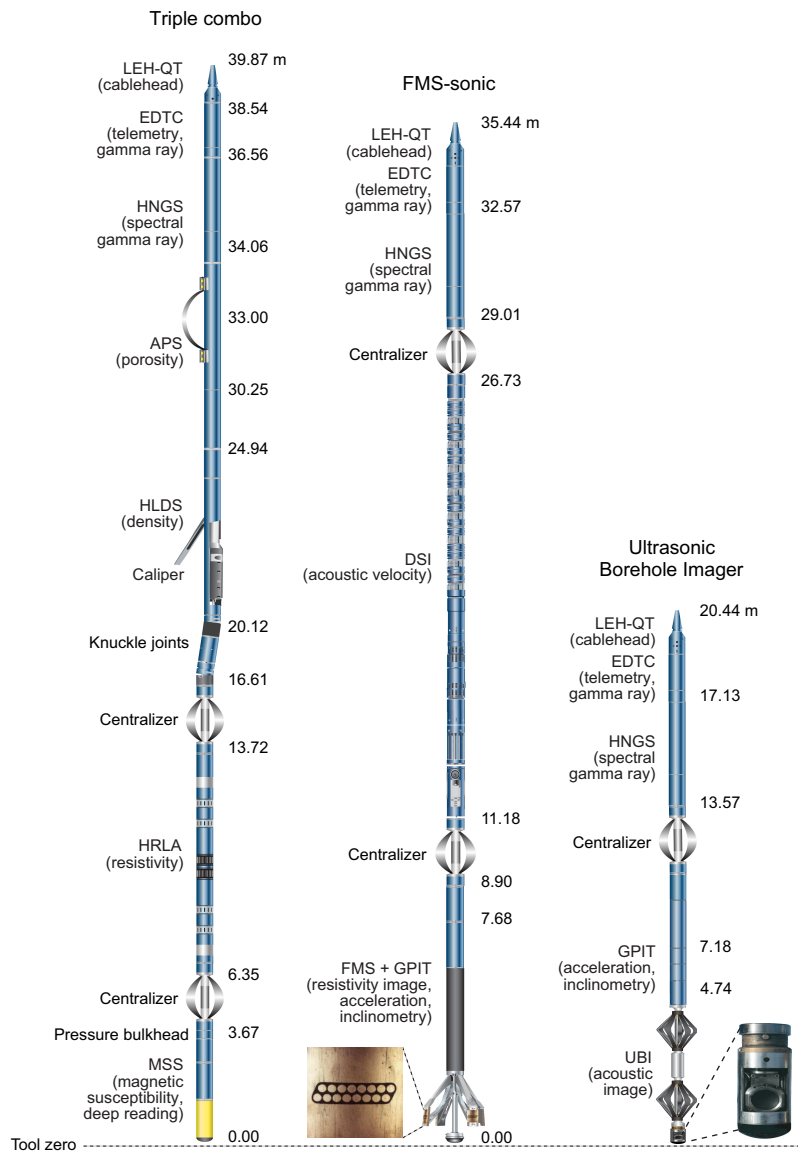 Triple combo
39.87 m
LEH-QT
(cablehead)
38.54
EDTC
(telemetry,
gamma ray)
36.56
HNGS
(spectral
gamma ray)
34.06
33.00
APS
(porosity)
30.25
24.94
HLDS
(density)
Caliper
20.12
Knuckle joints
16.61
Centralizer
13.72
HRLA
(resistivity)
6.35
Centralizer
Pressure bulkhead
3.67
MSS
(magnetic
susceptibility,
deep reading)
0.00
Tool zero
FMS-sonic
35.44 m
LEH-QT
(cablehead)
EDTC
(telemetry,
gamma ray)
32.57
HNGS
(spectral
gamma ray)
29.01
Centralizer
26.73
DSI
(acoustic velocity)
11.18
Centralizer
8.90
7.68
FMS + GPIT
(resistivity image,
acceleration,
inclinometry)
0.00
Ultrasonic
Borehole Imager
20.44 m
LEH-QT
(cablehead)
EDTC
(telemetry,
gamma ray)
17.13
HNGS
(spectral
gamma ray)
13.57
Centralizer
7.18
GPIT
(acceleration,
inclinometry)
4.74
UBI
(acoustic
image)